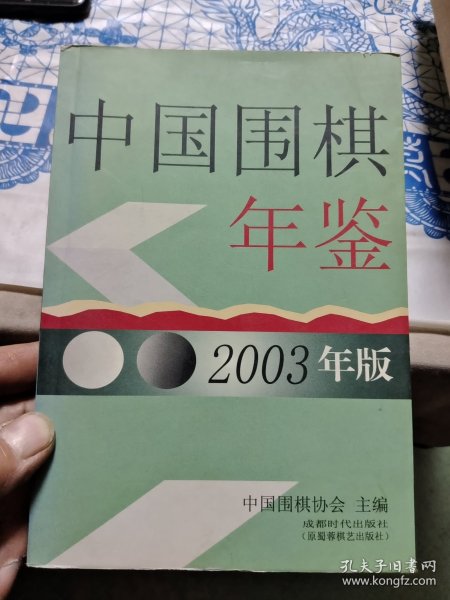 中国围棋
年鉴
2003年版
中国围棋协会 主编
成都时代出版社
(原蜀蓉棋艺出版社)
孔夫子旧书网
www.kongfz.com